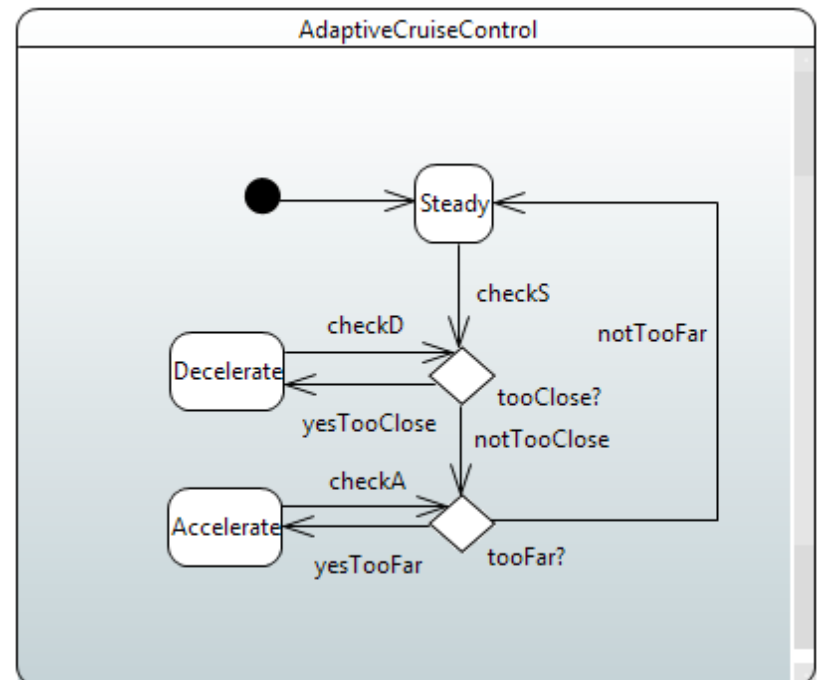 AdaptiveCruiseControl
Steady
checkS
checkD
notTooFar
Decelerate
tooClose?
yesTooClose
notTooClose
checkA
Accelerate
yesTooFar
tooFar?